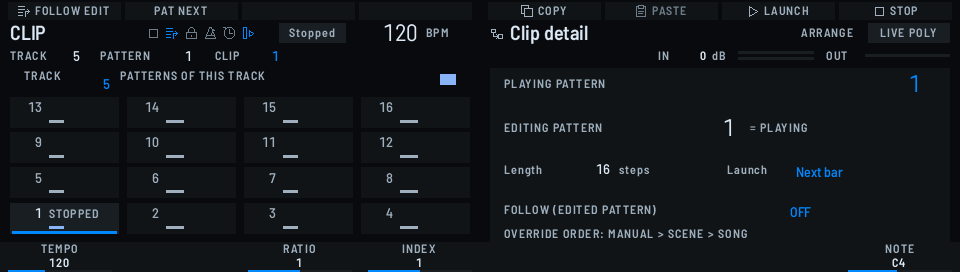 FOLLOW EDIT PAT NEXT COPY PASTE LAUNCH STOP
CLIP Stopped 120 BPM Clip detail ARRANGE LIVE POLY
TRACK 5 PATTERN 1 CLIP 1 IN 0 dB OUT
TRACK 5 PATTERNS OF THIS TRACK
PLAYING PATTERN 1
13 14 15 16
EDITING PATTERN 1 = PLAYING
9 10 11 12
Length 16 steps Launch Next bar
5 6 7 8
FOLLOW (EDITED PATTERN) OFF
1 STOPPED 2 3 4
OVERRIDE ORDER: MANUAL > SCENE > SONG
TEMPO RATIO INDEX NOTE
120 1 1 C4